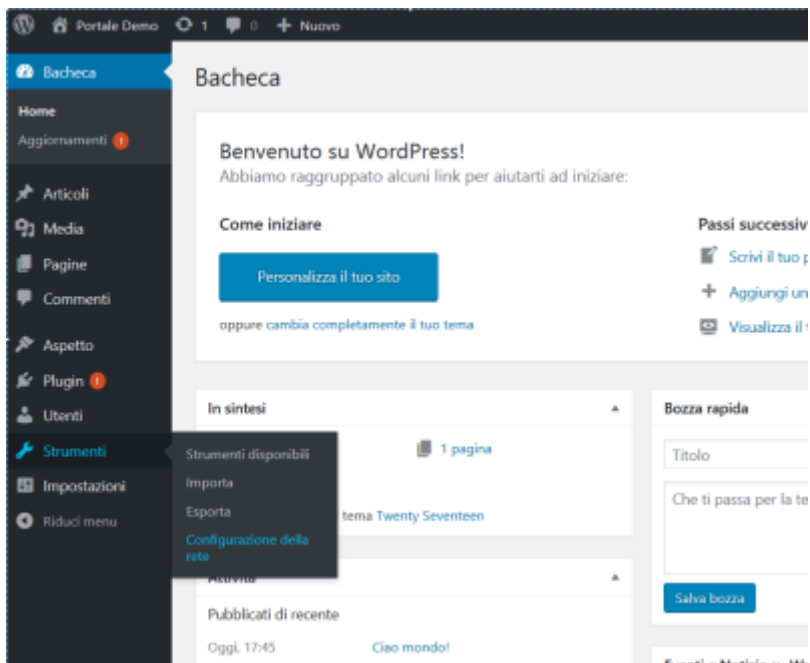 Portale Demo 1 0 Nuovo
Bacheca
Home
Aggiornamenti 1
Articoli
Media
Pagine
Commenti
Aspetto
Plugin 1
Utenti
Strumenti
Impostazioni
Riduci menu
Strumenti disponibili
Importa
Esporta
Configurazione della
rete
Bacheca
Benvenuto su WordPress!
Abbiamo raggruppato alcuni link per aiutarti ad iniziare:
Come iniziare
Personalizza il tuo sito
oppure cambia completamente il tuo tema
Passi successiv
Scrivi il tuo p
Aggiungi un
Visualizza il
In sintesi
1 pagina
tema Twenty Seventeen
Attività
Pubblicati di recente
Oggi, 17:45 Ciao mondo!
Bozza rapida
Titolo
Che ti passa per la te
Salva bozza